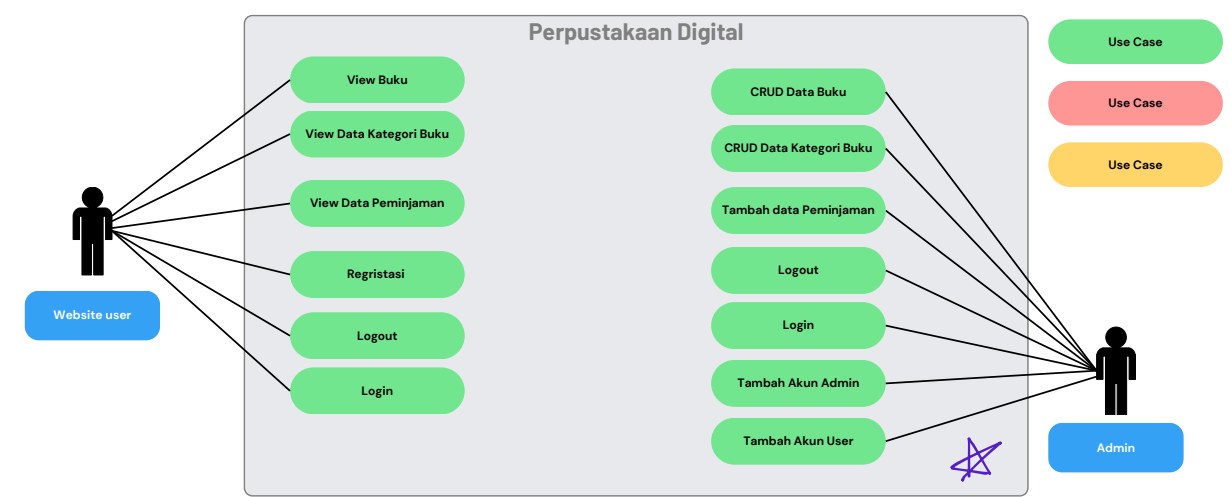 Perpustakaan Digital
View Buku
View Data Kategori Buku
View Data Peminjaman
Regristasi
Logout
Login
Website user
CRUD Data Buku
CRUD Data Kategori Buku
Tambah data Peminjaman
Logout
Login
Tambah Akun Admin
Tambah Akun User
Admin
Use Case
Use Case
Use Case